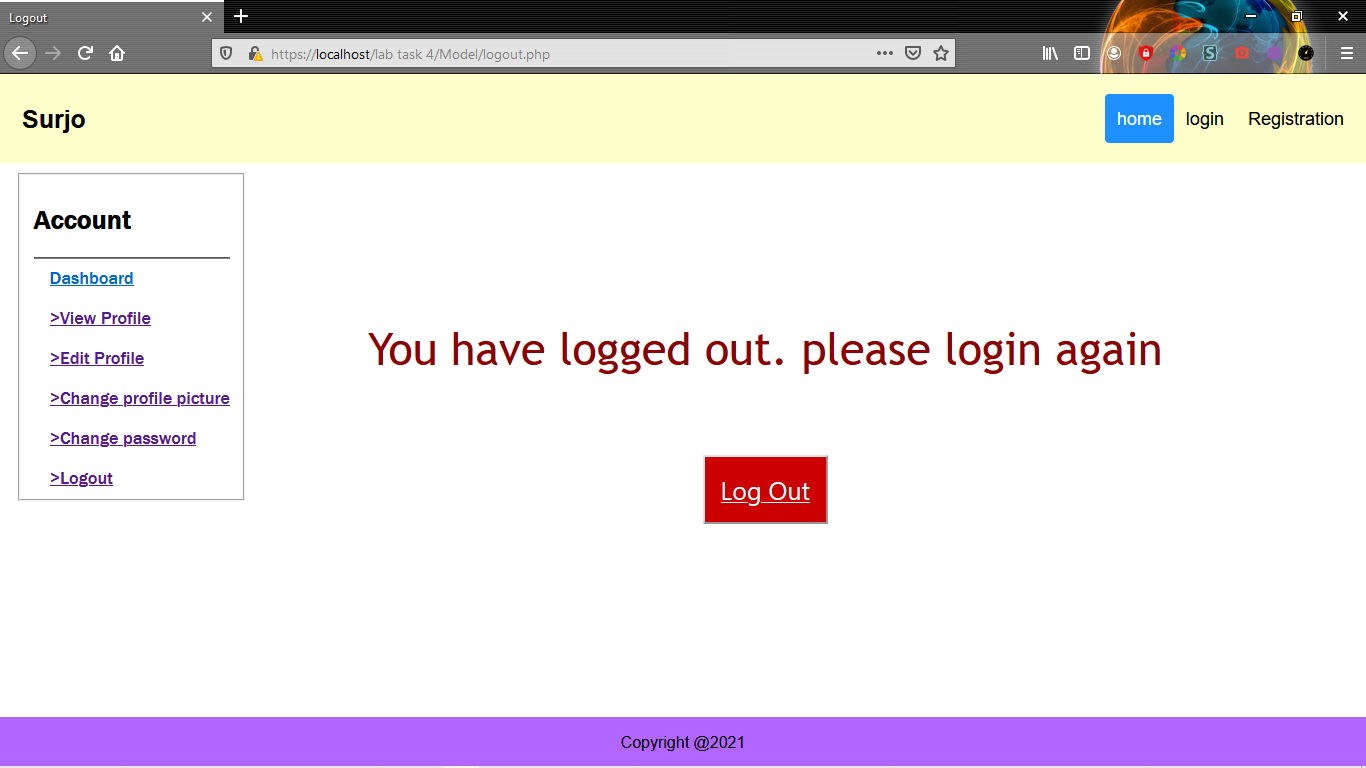 Logout
https://localhost/lab task 4/Model/logout.php
Surjo
home login Registration
Account
Dashboard
>View Profile
>Edit Profile
>Change profile picture
>Change password
>Logout
You have logged out. please login again
Log Out
Copyright @2021